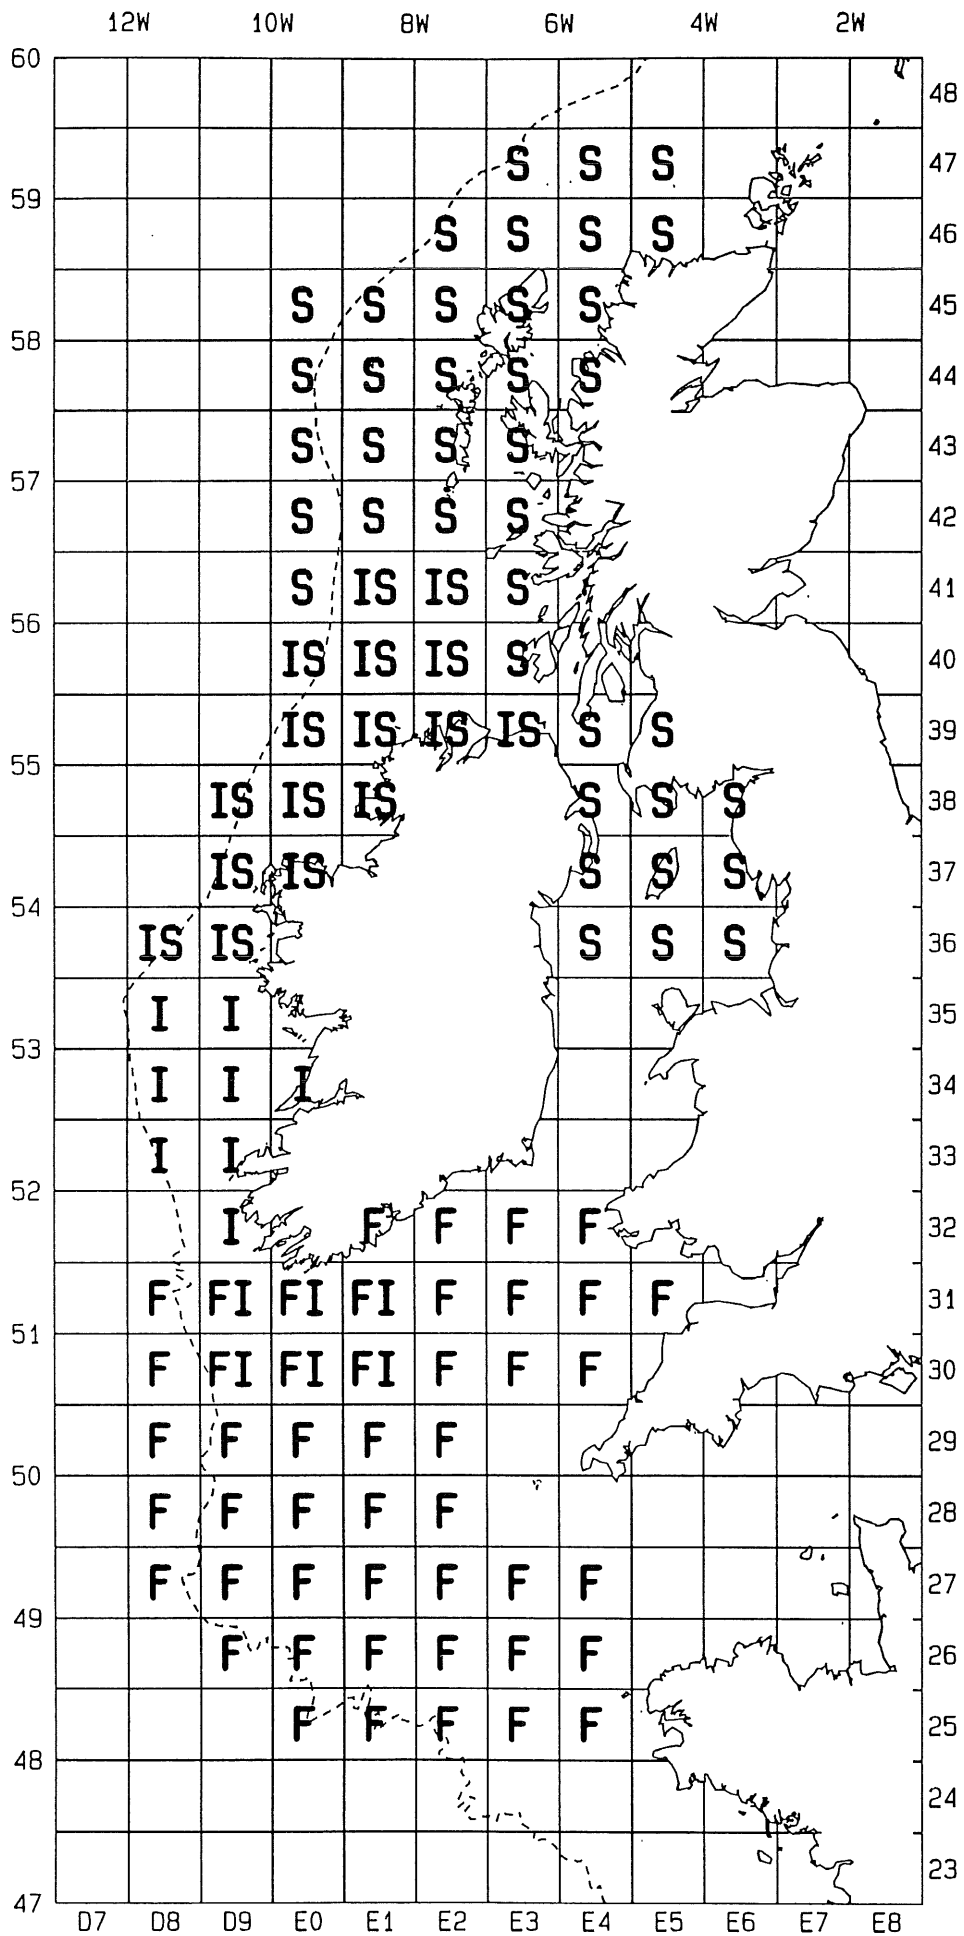 12W 10W 8W 6W 4W 2W
60
48
S S S 47
59
S S S S 46
S S S S S 45
58
S S S S S 44
S S S S 43
57
S S S S 42
S IS IS S 41
56
IS IS IS S 40
IS IS IS IS S S 39
55
IS IS IS S S S 38
IS IS S S S 37
54
IS IS S S S 36
I I 35
53
I I I 34
I I 33
52
I F F F F 32
F FI FI FI F F F F 31
51
F FI FI FI F F F 30
F F F F F 29
50
F F F F F 28
F F F F F F F 27
49
F F F F F F 26
F F F F F 25
48
24
23
47
D7 D8 D9 E0 E1 E2 E3 E4 E5 E6 E7 E8